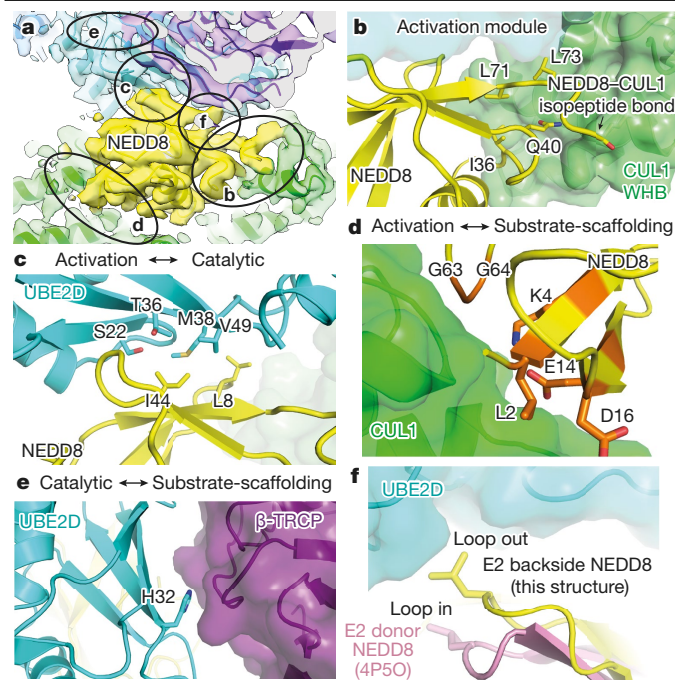 a
e
c
NEDD8
f
b
d
b Activation module
L73
L71
NEDD8–CUL1
isopeptide bond
Q40
I36
NEDD8
CUL1
WHB
c Activation ↔ Catalytic
UBE2D
T36
M38
S22
V49
I44
L8
NEDD8
d Activation ↔ Substrate-scaffolding
G63 G64
NEDD8
K4
E14
L2
D16
CUL1
e Catalytic ↔ Substrate-scaffolding
UBE2D
β-TRCP
H32
f
UBE2D
Loop out
E2 backside NEDD8
(this structure)
Loop in
E2 donor
NEDD8
(4P5O)